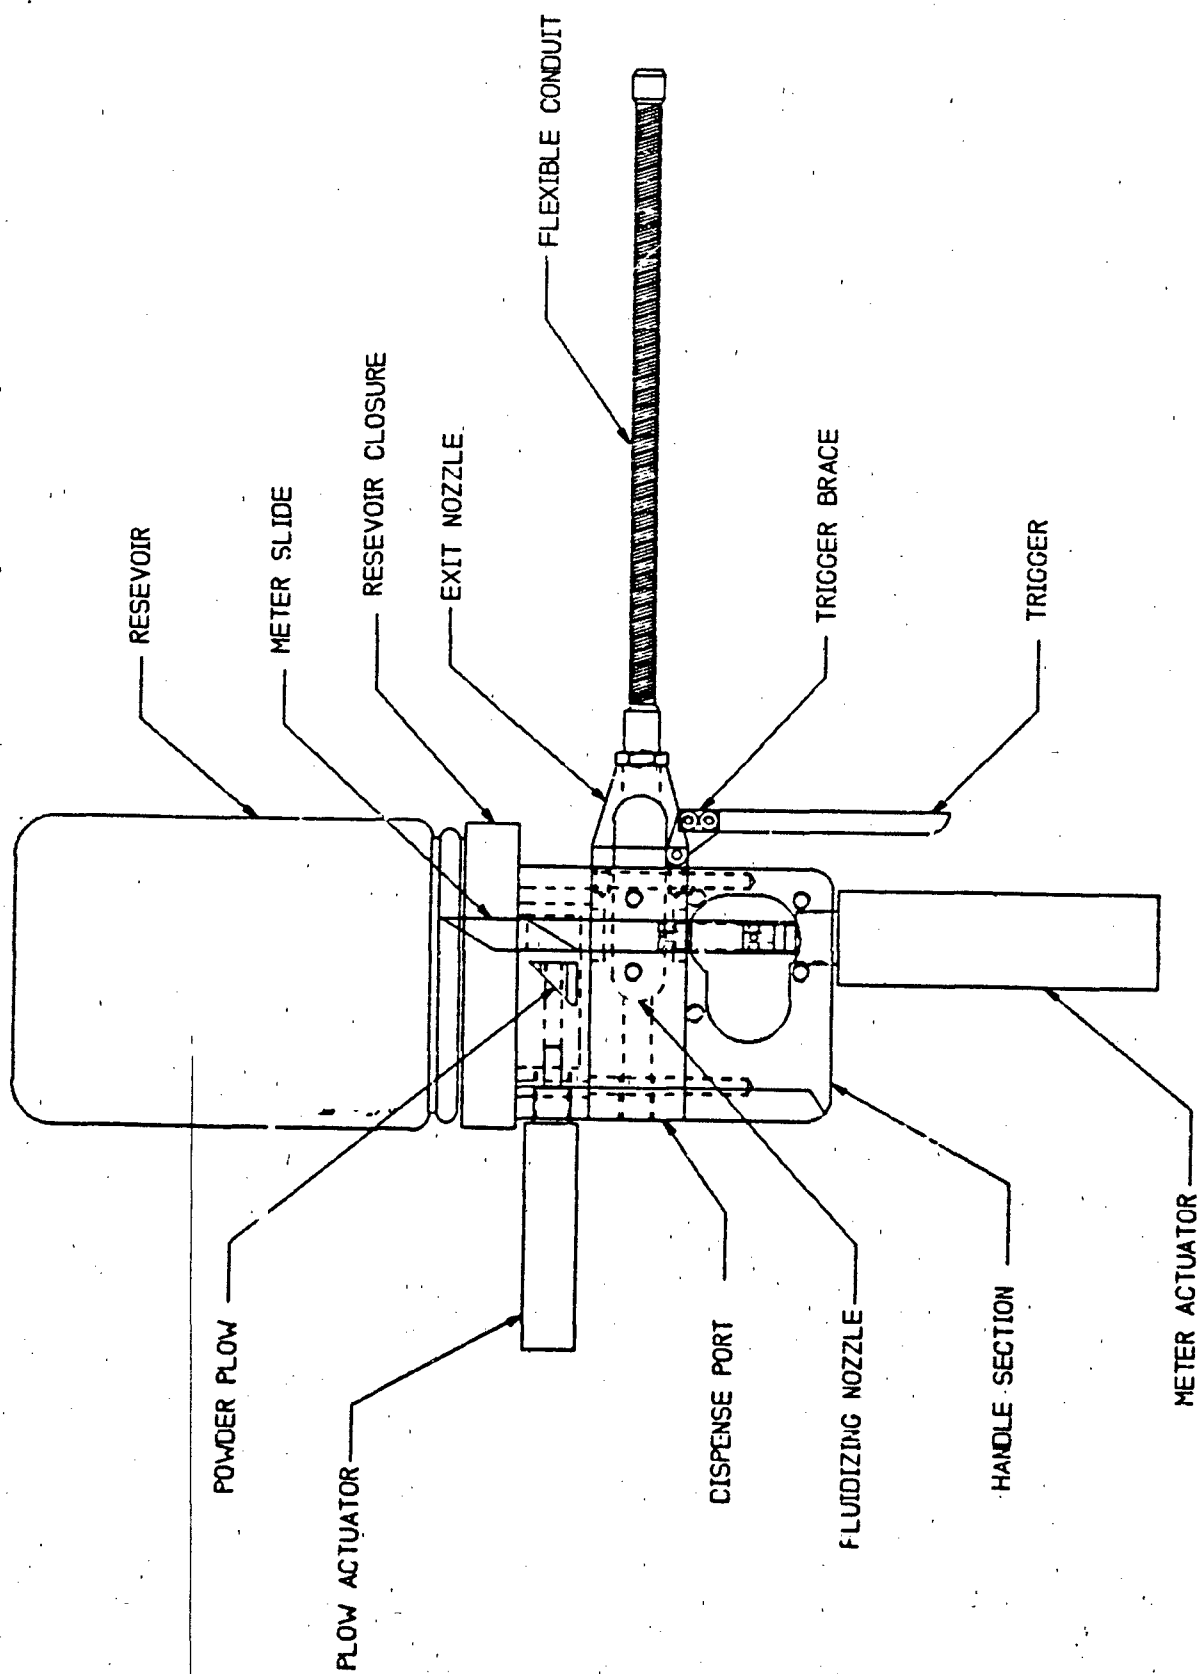 RESEVOIR
METER SLIDE
RESEVOIR CLOSURE
EXIT NOZZLE
FLEXIBLE CONDUIT
TRIGGER BRACE
TRIGGER
POWDER PLOW
PLOW ACTUATOR
DISPENSE PORT
FLUIDIZING NOZZLE
HANDLE SECTION
METER ACTUATOR